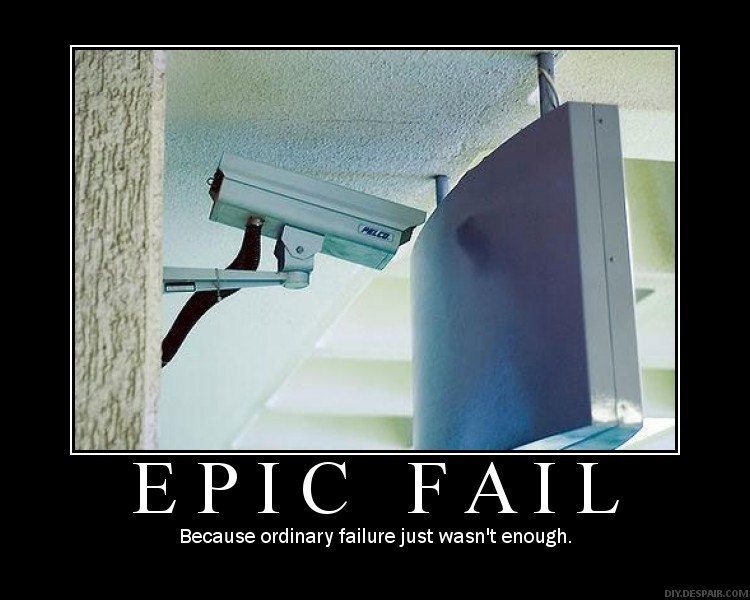 PELCO
EPIC FAIL
Because ordinary failure just wasn't enough.
DIY.DESPAIR.COM